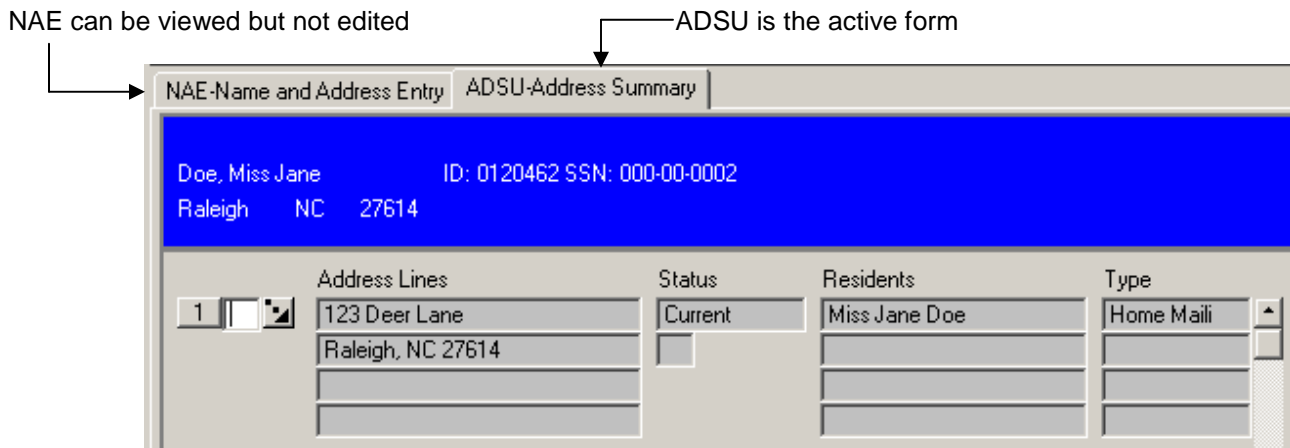 NAE can be viewed but not edited ADSU is the active form
NAE-Name and Address Entry ADSU-Address Summary
Doe, Miss Jane ID: 0120462 SSN: 000-00-0002
Raleigh NC 27614
Address Lines Status Residents Type
1 123 Deer Lane Current Miss Jane Doe Home Maili
Raleigh, NC 27614